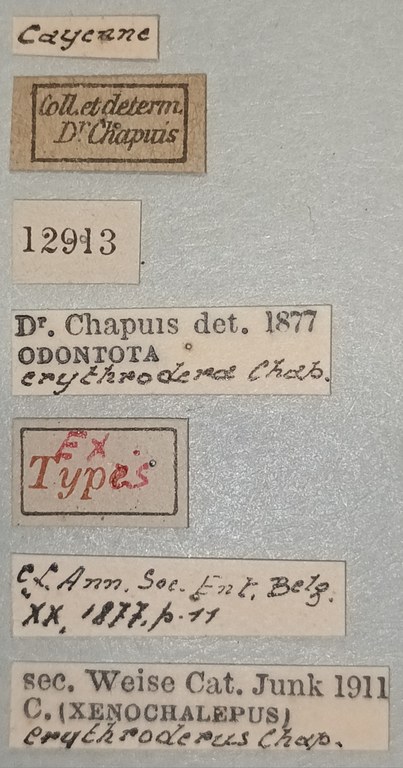 Cayenne
Coll. et determ.
Dr. Chapuis
12913
Dr. Chapuis det. 1877
ODONTOTA
erythrodera Chap.
Ex.
Types
cf. Ann. Soc. Ent. Belg.
XX, 1877, p. 11
sec. Weise Cat. Junk 1911
C. (XENOCHALEPUS)
erythroderus Chap.